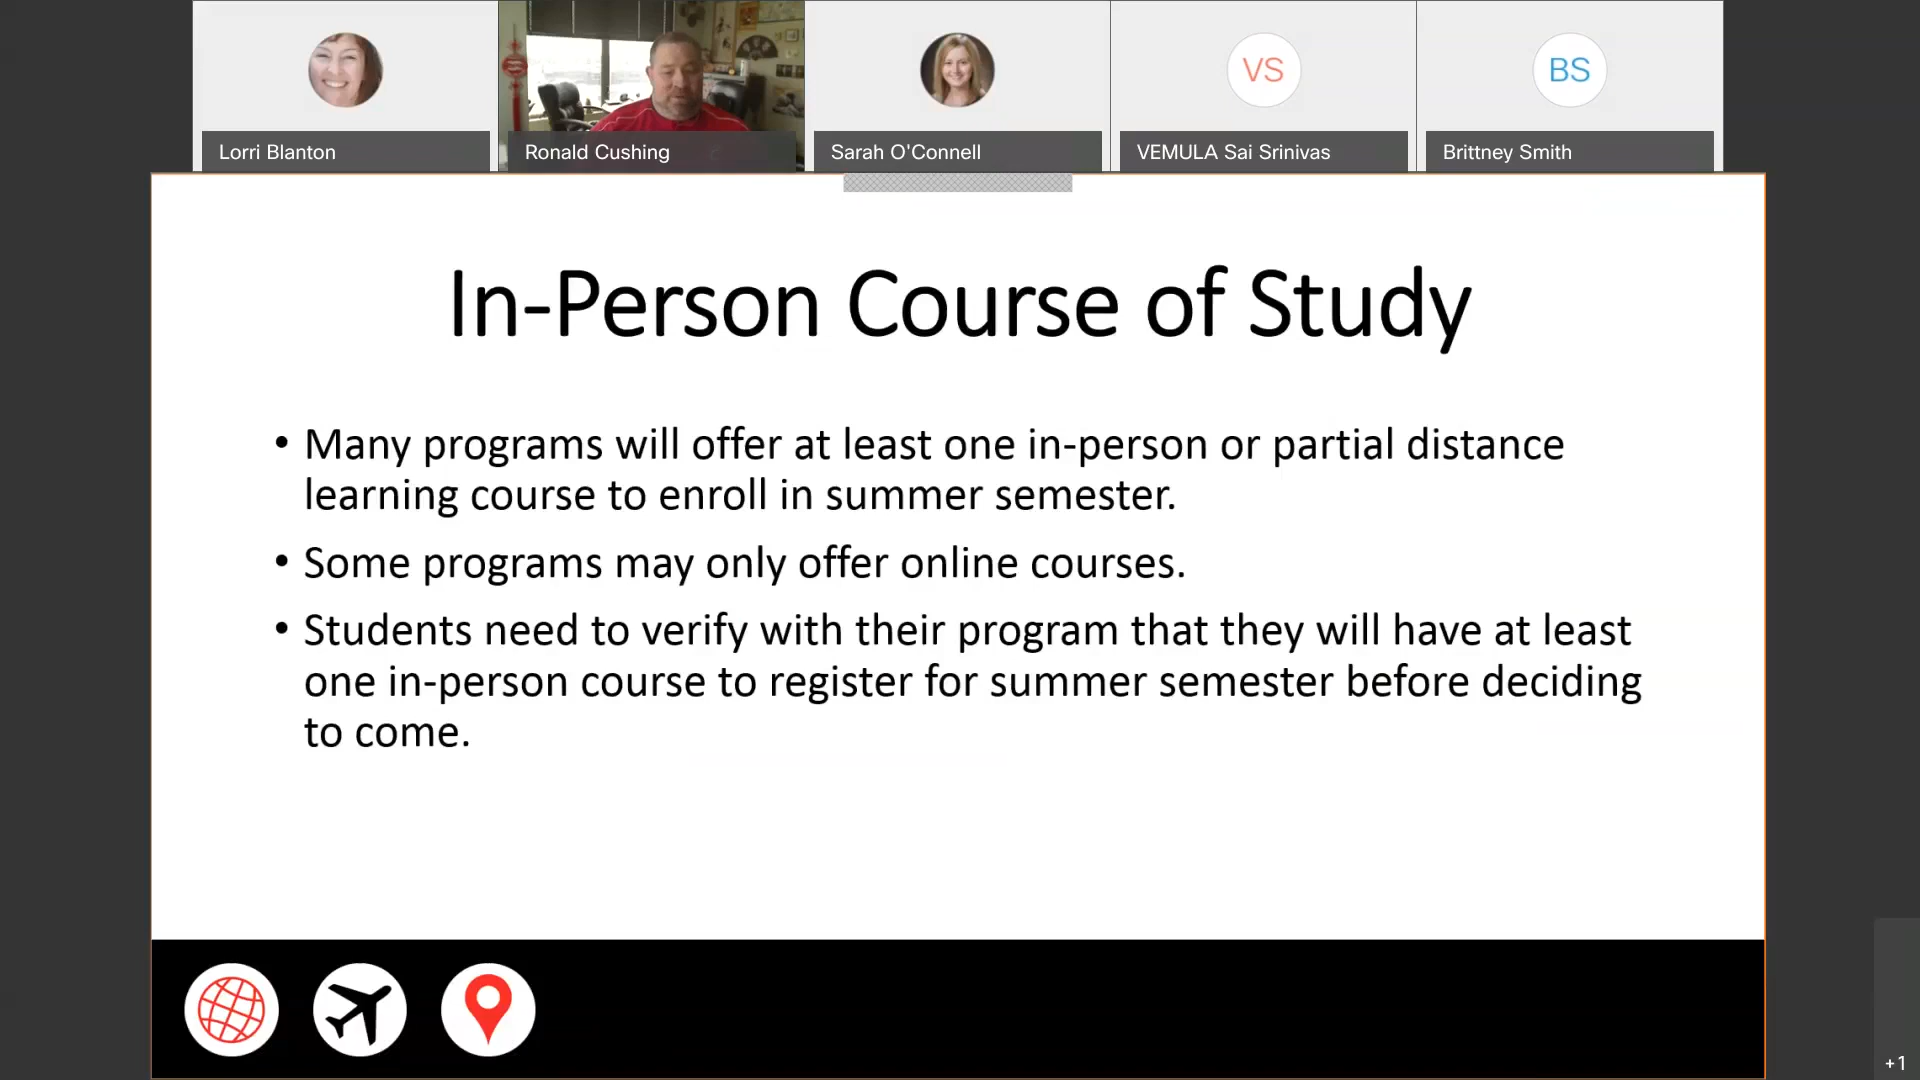 VS
BS
Lorri Blanton
Ronald Cushing
Sarah O'Connell
VEMULA Sai Srinivas
Brittney Smith
In-Person Course of Study
• Many programs will offer at least one in-person or partial distance
learning course to enroll in summer semester.
• Some programs may only offer online courses.
• Students need to verify with their program that they will have at least
one in-person course to register for summer semester before deciding
to come.
+1